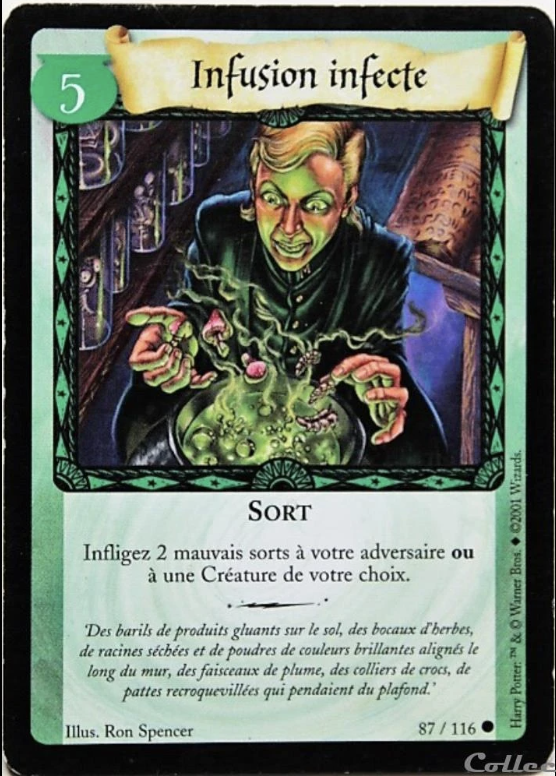 Infusion infecte
5
SORT
Infligez 2 mauvais sorts à votre adversaire ou
à une Créature de votre choix.
'Des barils de produits gluants sur le sol, des bocaux d'herbes,
de racines séchées et de poudres de couleurs brillantes alignés le
long du mur, des faisceaux de plume, des colliers de crocs, de
pattes recroquevillées qui pendaient du plafond.'
Illus. Ron Spencer
87 / 116 ●
Harry Potter: ™ & © Warner Bros. ◆ ©2001 Wizards.
Collec